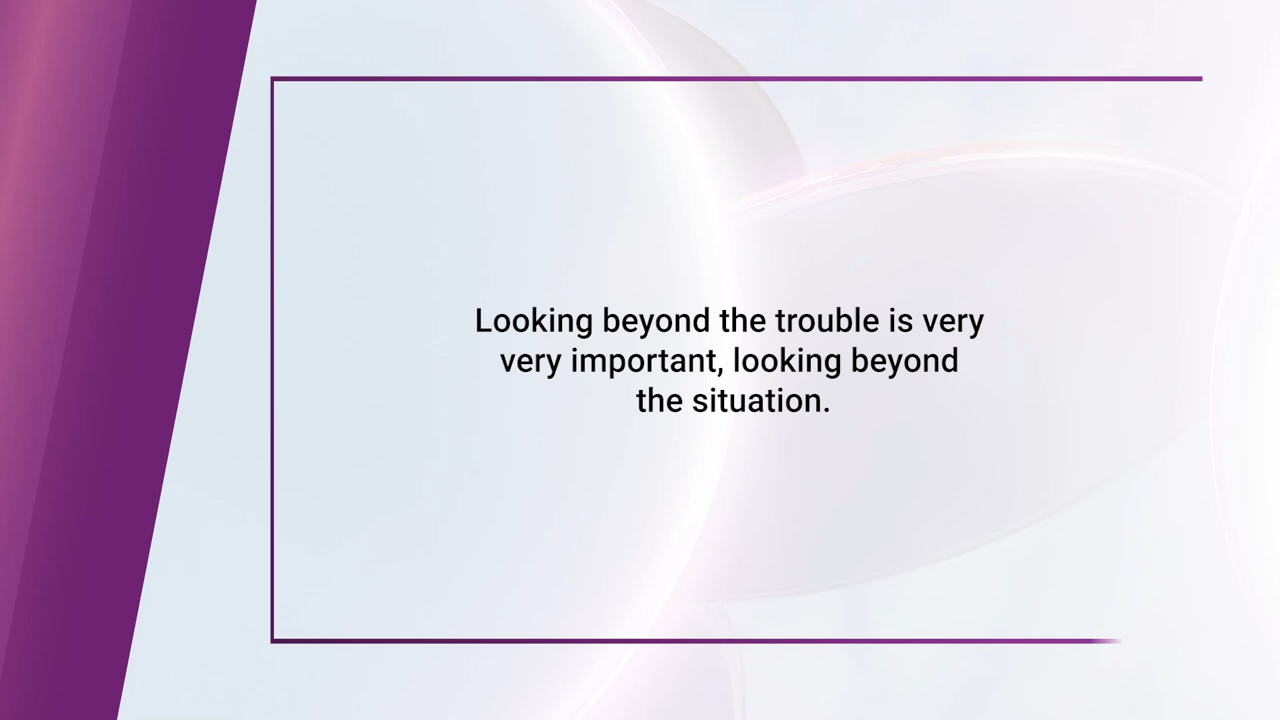 Looking beyond the trouble is very
very important, looking beyond
the situation.